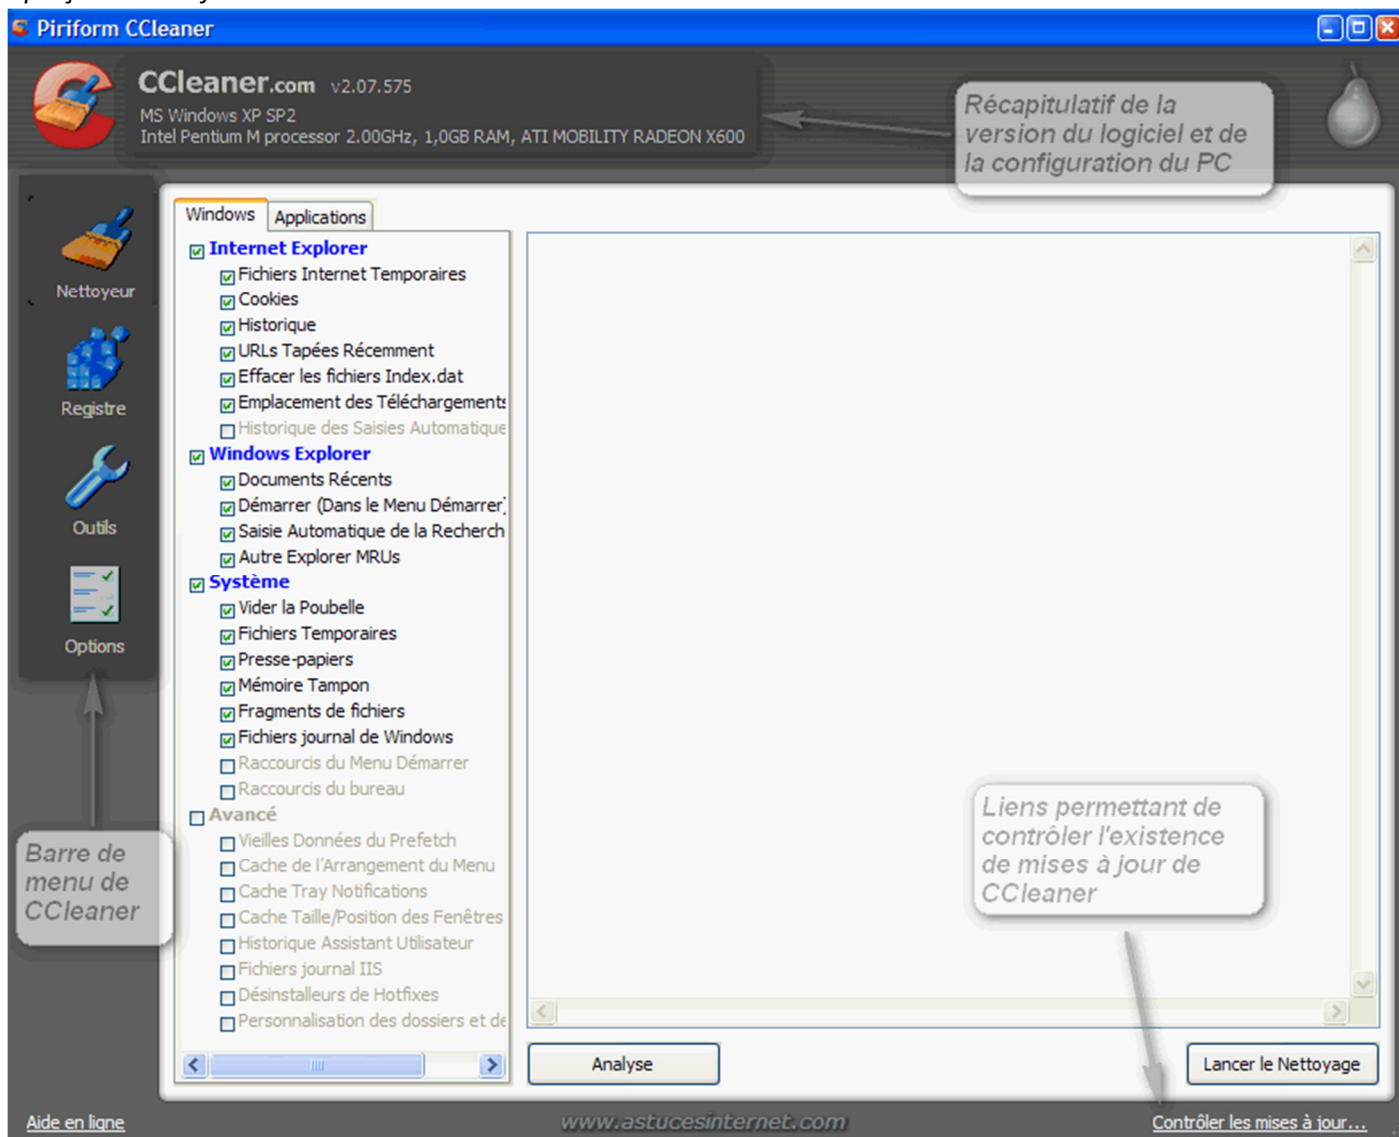 Piriform CCleaner
CCleaner.com v2.07.575
MS Windows XP SP2
Intel Pentium M processor 2.00GHz, 1,0GB RAM, ATI MOBILITY RADEON X600
Récapitulatif de la
version du logiciel et de
la configuration du PC
Nettoyeur
Registre
Outils
Options
Barre de
menu de
CCleaner
Windows
Applications
Internet Explorer
Fichiers Internet Temporaires
Cookies
Historique
URLs Tapées Récemment
Effacer les fichiers Index.dat
Emplacement des Téléchargements
Historique des Saisies Automatique
Windows Explorer
Documents Récents
Démarrer (Dans le Menu Démarrer)
Saisie Automatique de la Recherch
Autre Explorer MRUs
Système
Vider la Poubelle
Fichiers Temporaires
Presse-papiers
Mémoire Tampon
Fragments de fichiers
Fichiers journal de Windows
Raccourcis du Menu Démarrer
Raccourcis du bureau
Avancé
Vieilles Données du Prefetch
Cache de l'Arrangement du Menu
Cache Tray Notifications
Cache Taille/Position des Fenêtres
Historique Assistant Utilisateur
Fichiers journal IIS
Désinstalleurs de Hotfixes
Personnalisation des dossiers et de
Liens permettant de
contrôler l'existence
de mises à jour de
CCleaner
Analyse
Lancer le Nettoyage
Aide en ligne
www.astucesinternet.com
Contrôler les mises à jour...